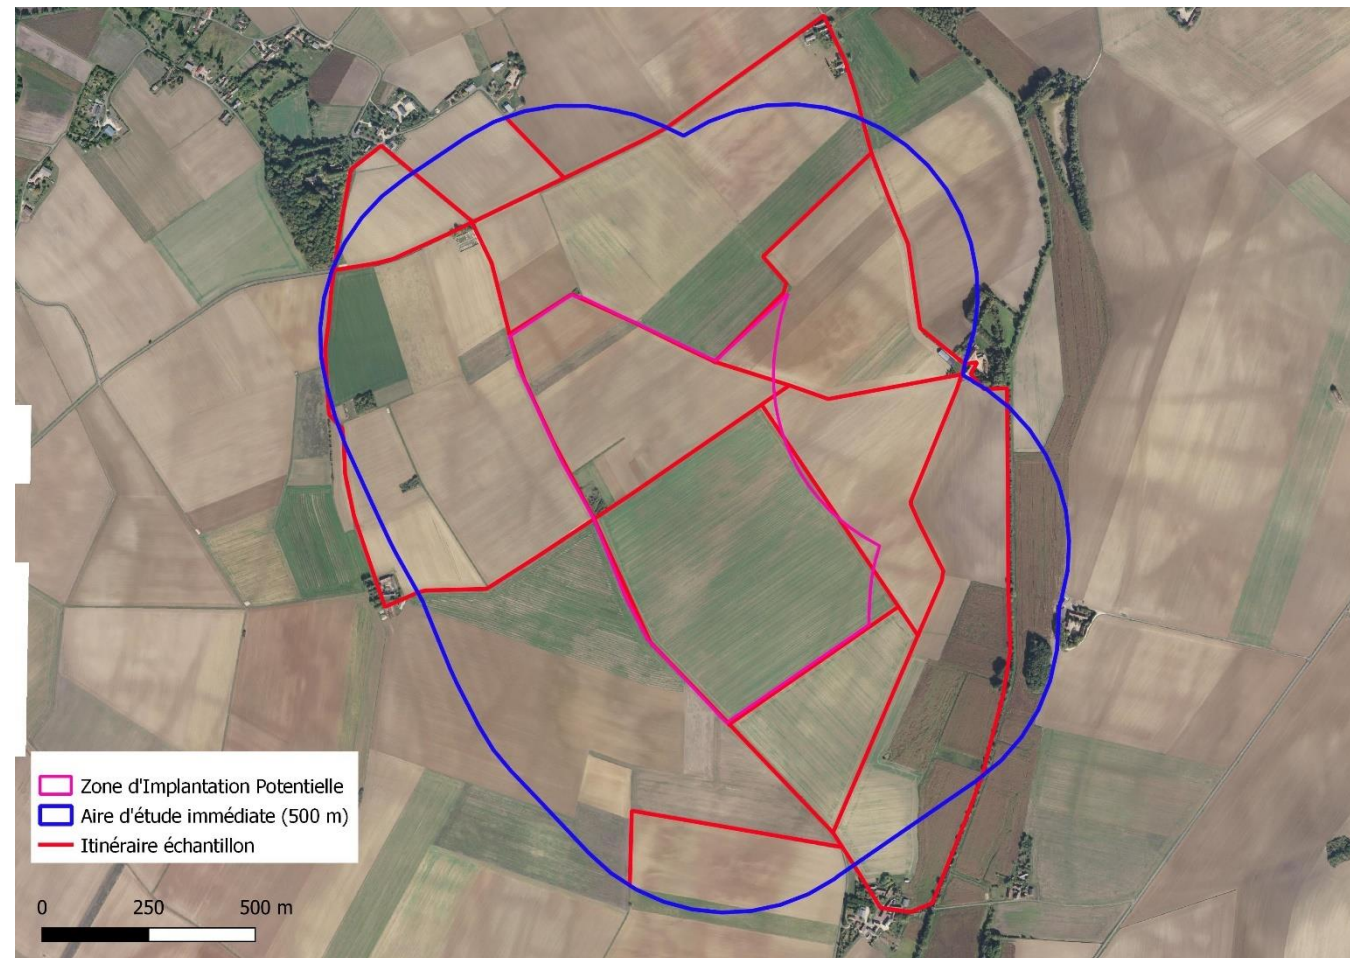 Zone d'Implantation Potentielle
Aire d'étude immédiate (500 m)
Itinéraire échantillon
0 250 500 m